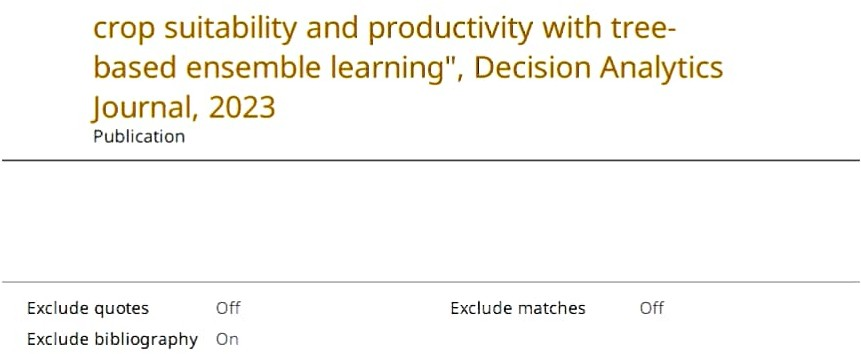 crop suitability and productivity with tree-
based ensemble learning", Decision Analytics
Journal, 2023
Publication
Exclude quotes Off Exclude matches Off
Exclude bibliography On